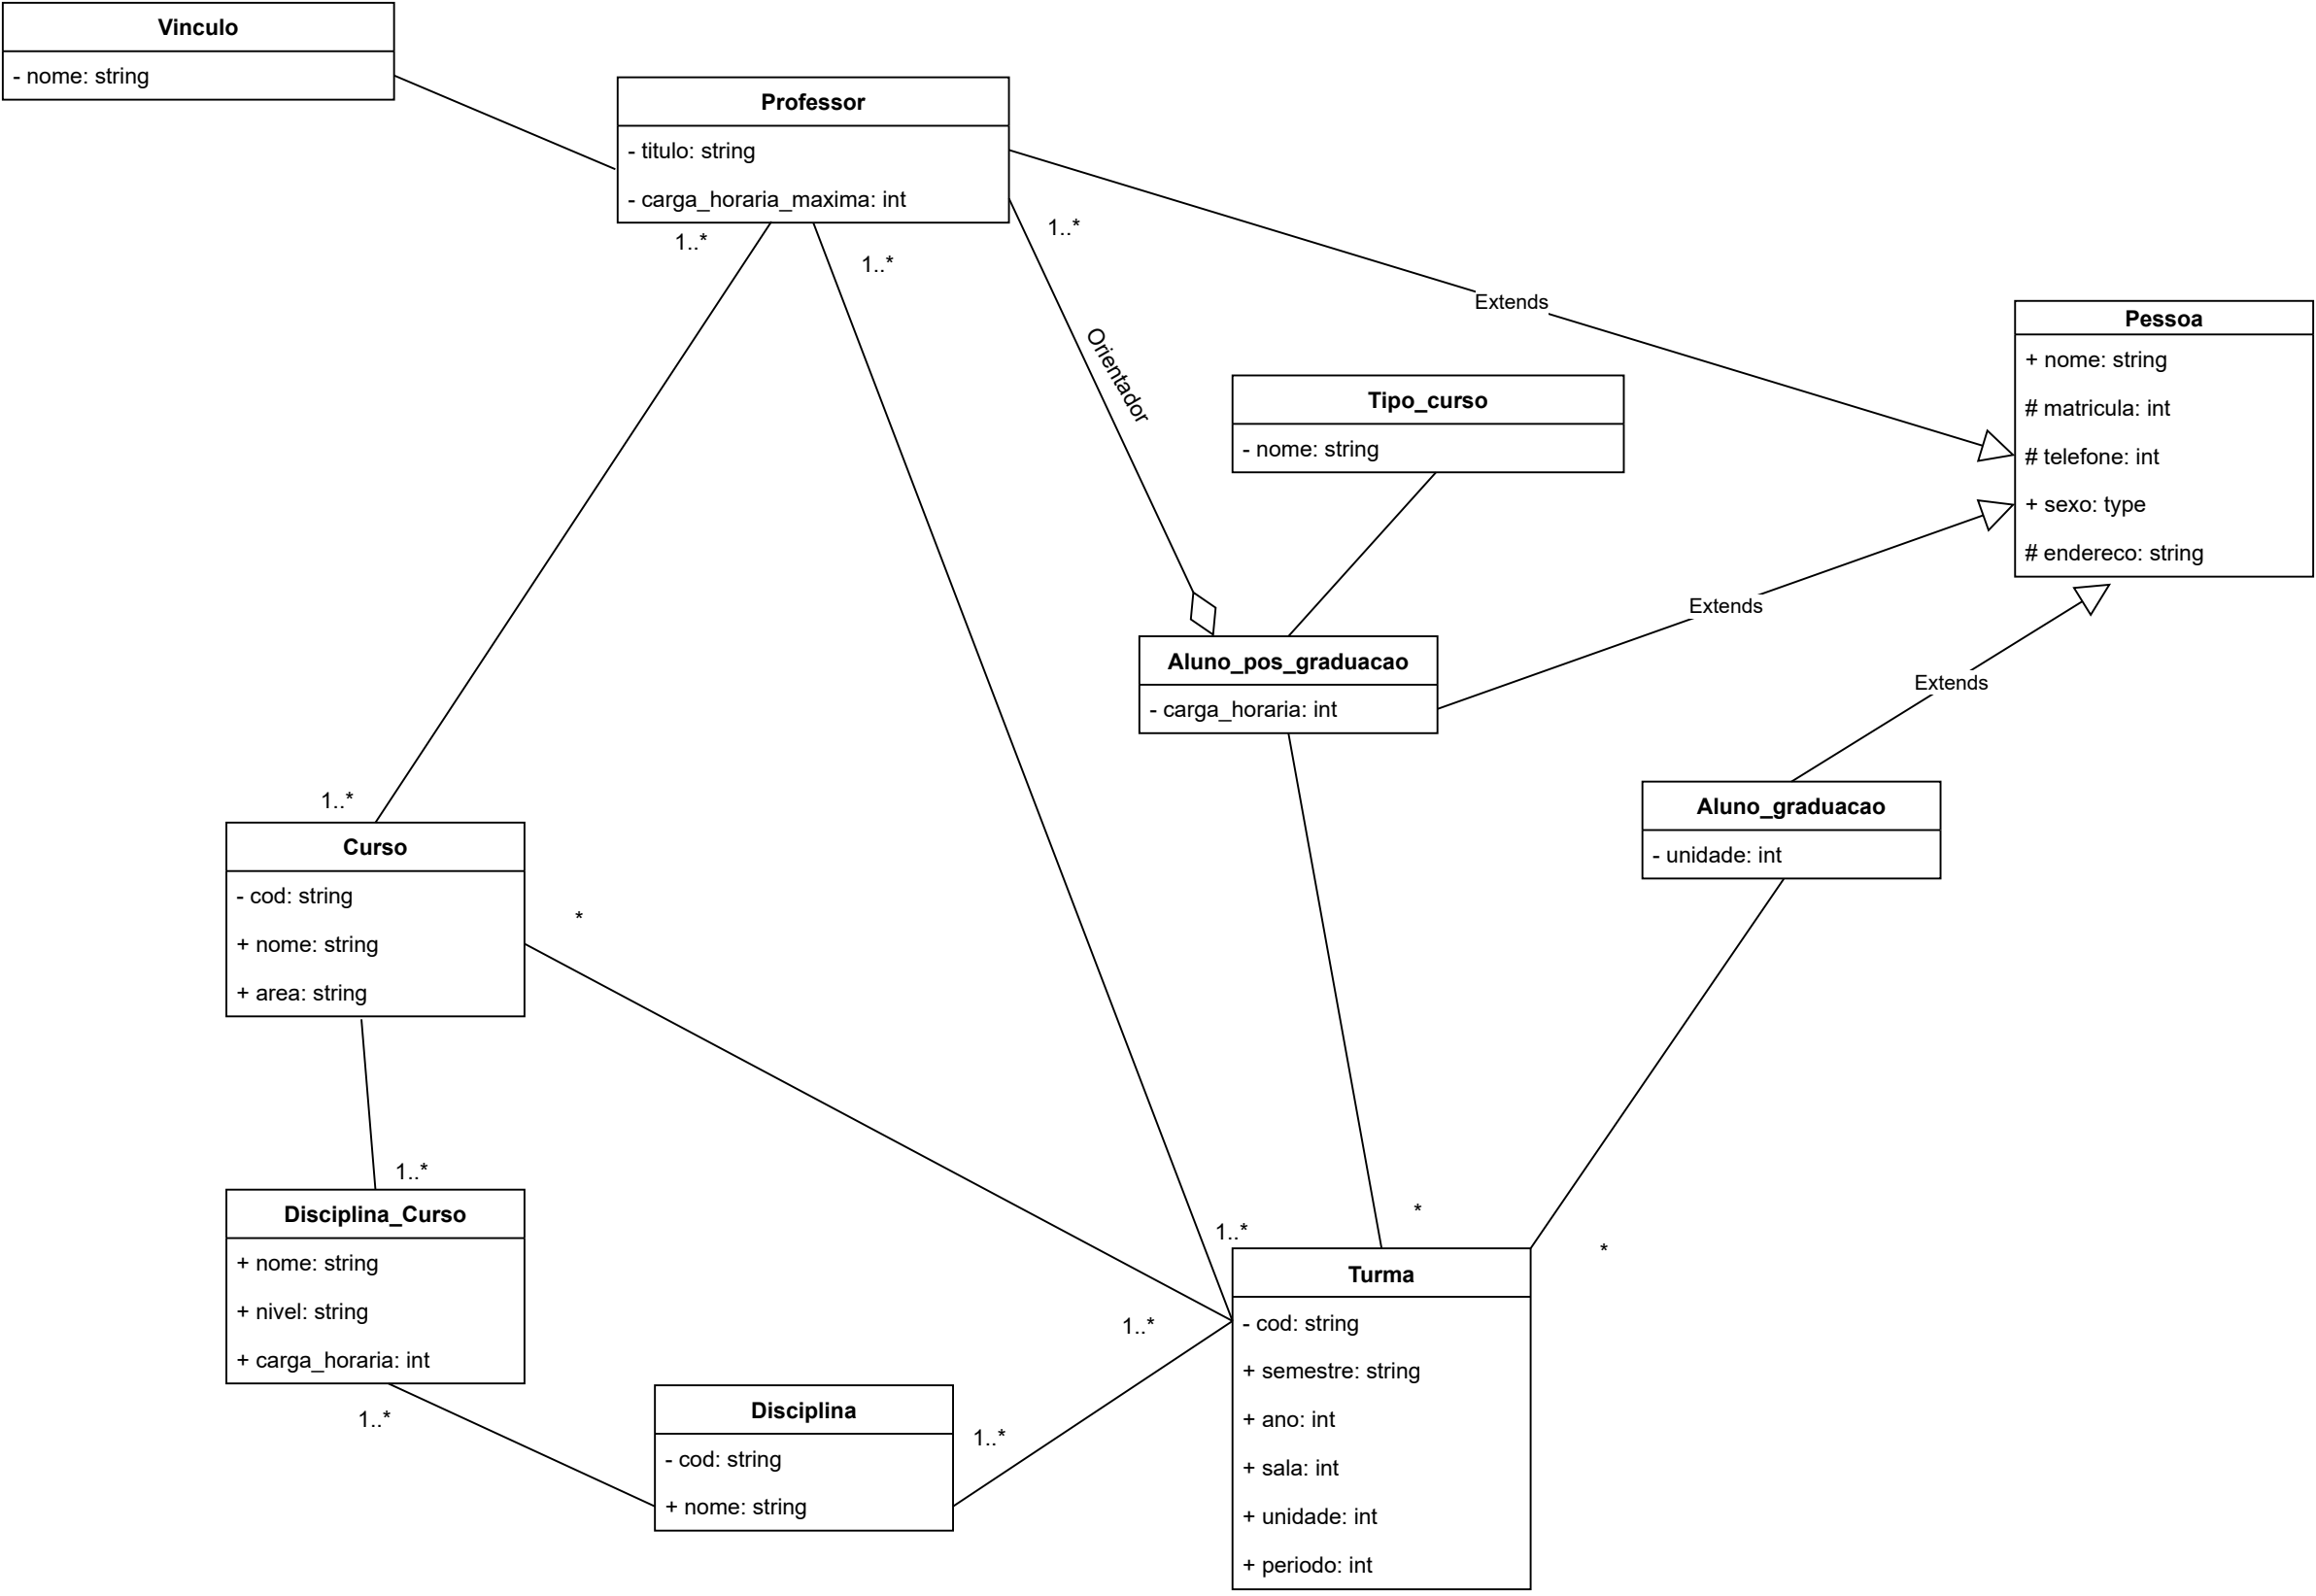 Vinculo
- nome: string
Professor
- titulo: string
- carga_horaria_maxima: int
1..*
1..*
1..*
Orientador
Extends
Pessoa
+ nome: string
# matricula: int
# telefone: int
+ sexo: type
# endereco: string
Tipo_curso
- nome: string
Extends
Aluno_pos_graduacao
- carga_horaria: int
Extends
Aluno_graduacao
- unidade: int
1..*
Curso
- cod: string
+ nome: string
+ area: string
*
1..*
Disciplina_Curso
+ nome: string
+ nivel: string
+ carga_horaria: int
1..*
Disciplina
- cod: string
+ nome: string
1..*
1..*
1..*
*
*
Turma
- cod: string
+ semestre: string
+ ano: int
+ sala: int
+ unidade: int
+ periodo: int